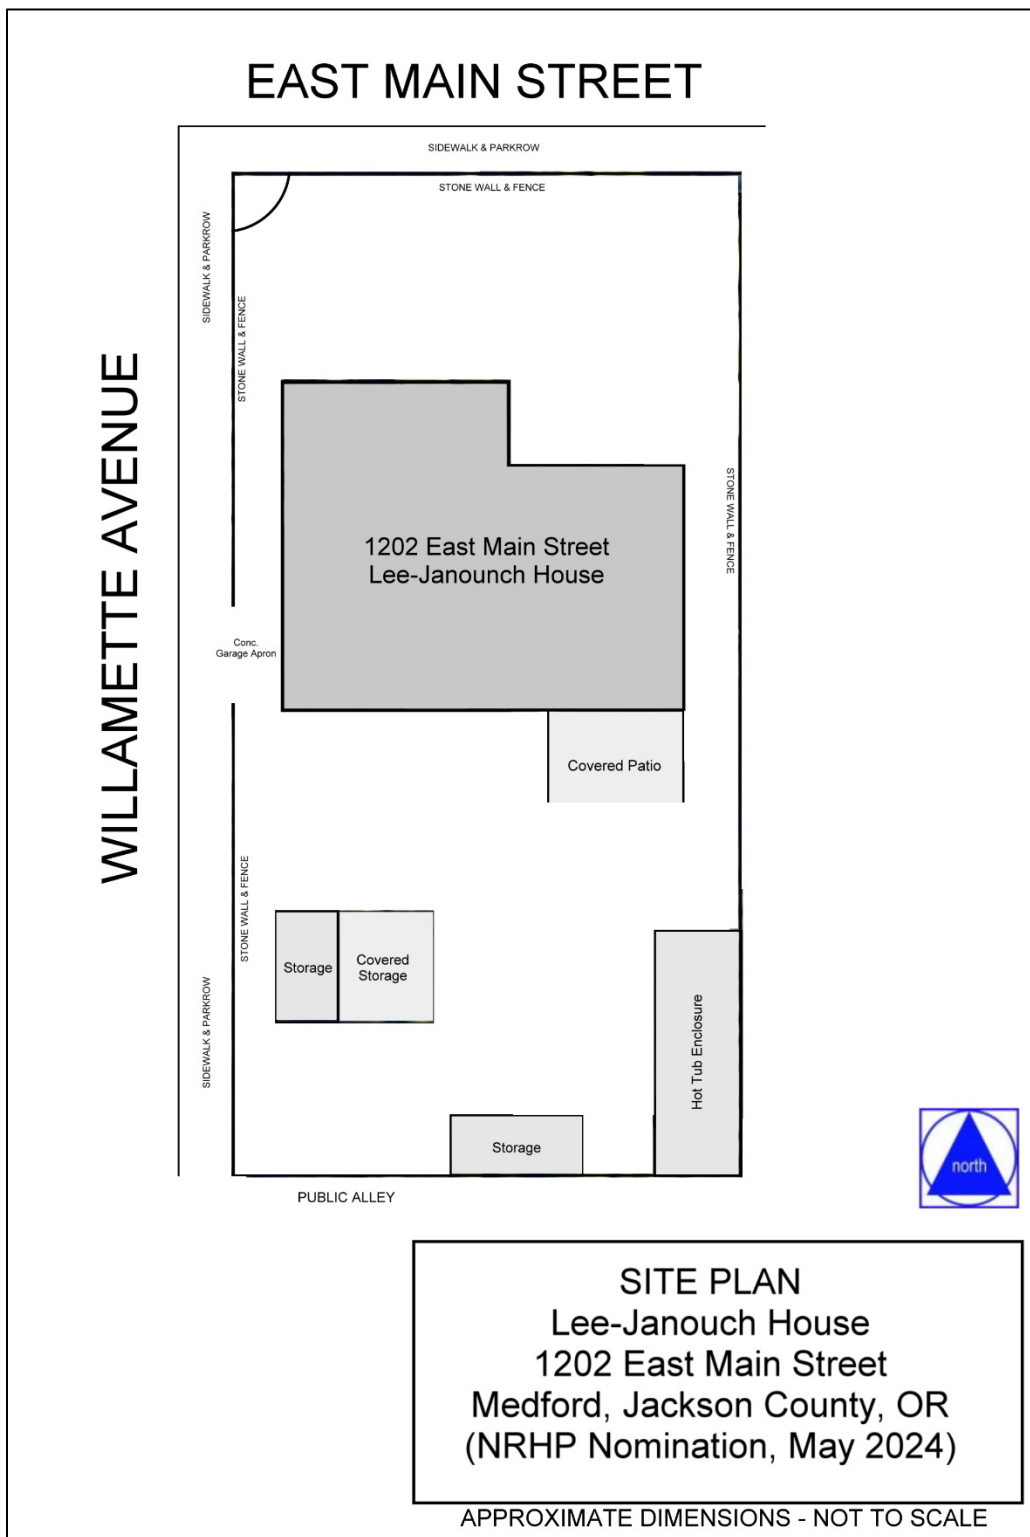 EAST MAIN STREET
SIDEWALK & PARKROW
STONE WALL & FENCE
SIDEWALK & PARKROW
STONE WALL & FENCE
WILLAMETTE AVENUE
STONE WALL & FENCE
1202 East Main Street
Lee-Janounch House
Conc.
Garage Apron
Covered Patio
STONE WALL & FENCE
Storage
Covered
Storage
SIDEWALK & PARKROW
Hot Tub Enclosure
Storage
north
PUBLIC ALLEY
SITE PLAN
Lee-Janouch House
1202 East Main Street
Medford, Jackson County, OR
(NRHP Nomination, May 2024)
APPROXIMATE DIMENSIONS - NOT TO SCALE